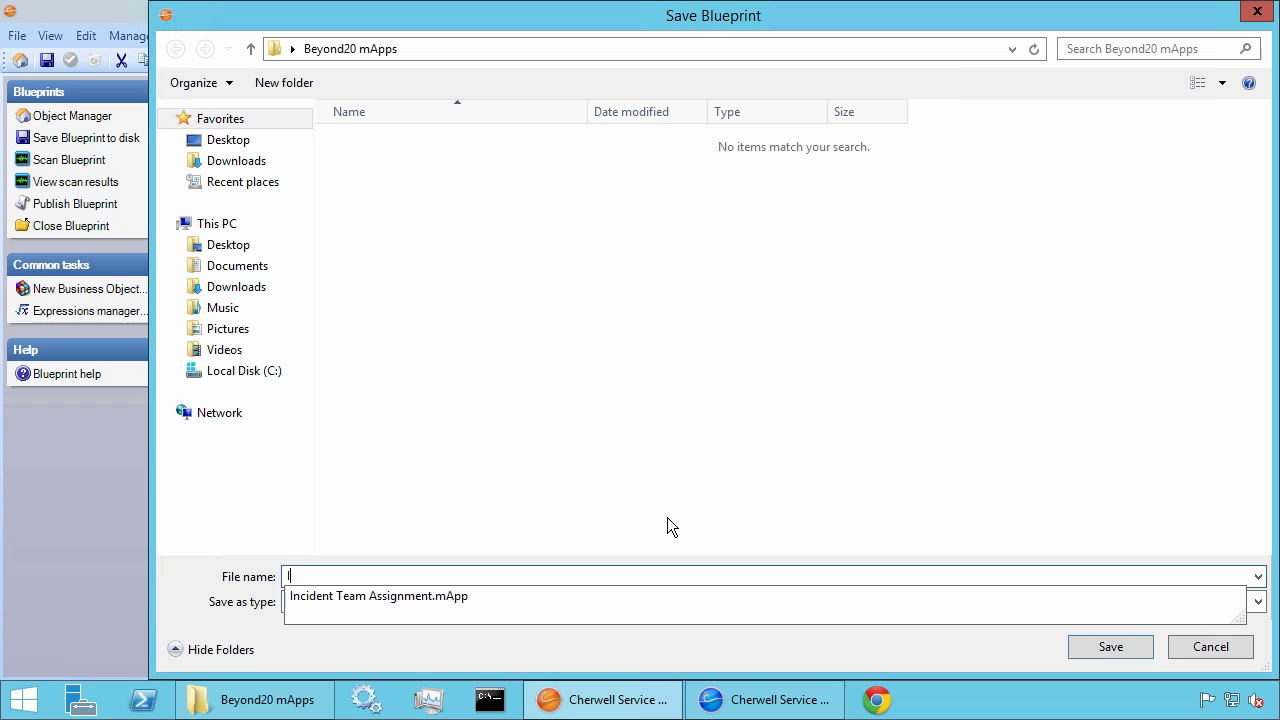 Save Blueprint
File View Edit Manag
Beyond20 mApps
Search Beyond20 mApps
Blueprints
Organize
New folder
Object Manager
Save Blueprint to disk
Scan Blueprint
View scan results
Publish Blueprint
Close Blueprint
Common tasks
New Business Object...
Expressions manager...
Help
Blueprint help
Favorites
Desktop
Downloads
Recent places
This PC
Desktop
Documents
Downloads
Music
Pictures
Videos
Local Disk (C:)
Network
Name Date modified Type Size
No items match your search.
File name: I
Incident Team Assignment.mApp
Save as type:
Hide Folders
Save Cancel
Beyond20 mApps
Cherwell Service ...
Cherwell Service ...